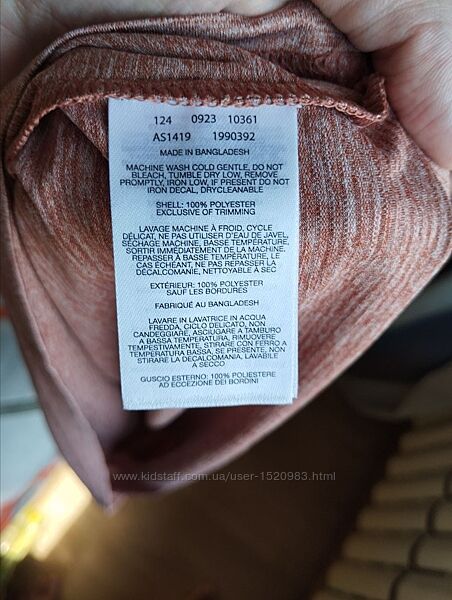 124 0923 10361
AS1419 1990392
MADE IN BANGLADESH
MACHINE WASH COLD GENTLE, DO NOT
BLEACH, TUMBLE DRY LOW, REMOVE
PROMPTLY, IRON LOW, IF PRESENT DO NOT
IRON DECAL, DRYCLEANABLE
SHELL: 100% POLYESTER
EXCLUSIVE OF TRIMMING
LAVAGE MACHINE À FROID, CYCLE
DÉLICAT, NE PAS UTILISER D'EAU DE JAVEL,
SÉCHAGE MACHINE, BASSE TEMPÉRATURE,
SORTIR IMMÉDIATEMENT DE LA MACHINE.
REPASSER À BASSE TEMPÉRATURE, LE
CAS ÉCHÉANT, NE PAS REPASSER LA
DÉCALCOMANIE, NETTOYABLE À SEC
EXTÉRIEUR: 100% POLYESTER
SAUF LES BORDURES
FABRIQUÉ AU BANGLADESH
LAVARE IN LAVATRICE IN ACQUA
FREDDA, CICLO DELICATO, NON
CANDEGGIARE, ASCIUGARE A TAMBURO
A BASSA TEMPERATURA, RIMUOVERE
TEMPESTIVAMENTE, STIRARE CON FERRO A
TEMPERATURA BASSA, SE PRESENTE, NON
STIRARE LA DECALCOMANIA, LAVABILE
A SECCO
GUSCIO ESTERNO: 100% POLIESTERE
AD ECCEZIONE DEI BORDINI
www.kidstaff.com.ua/user-1520983.html